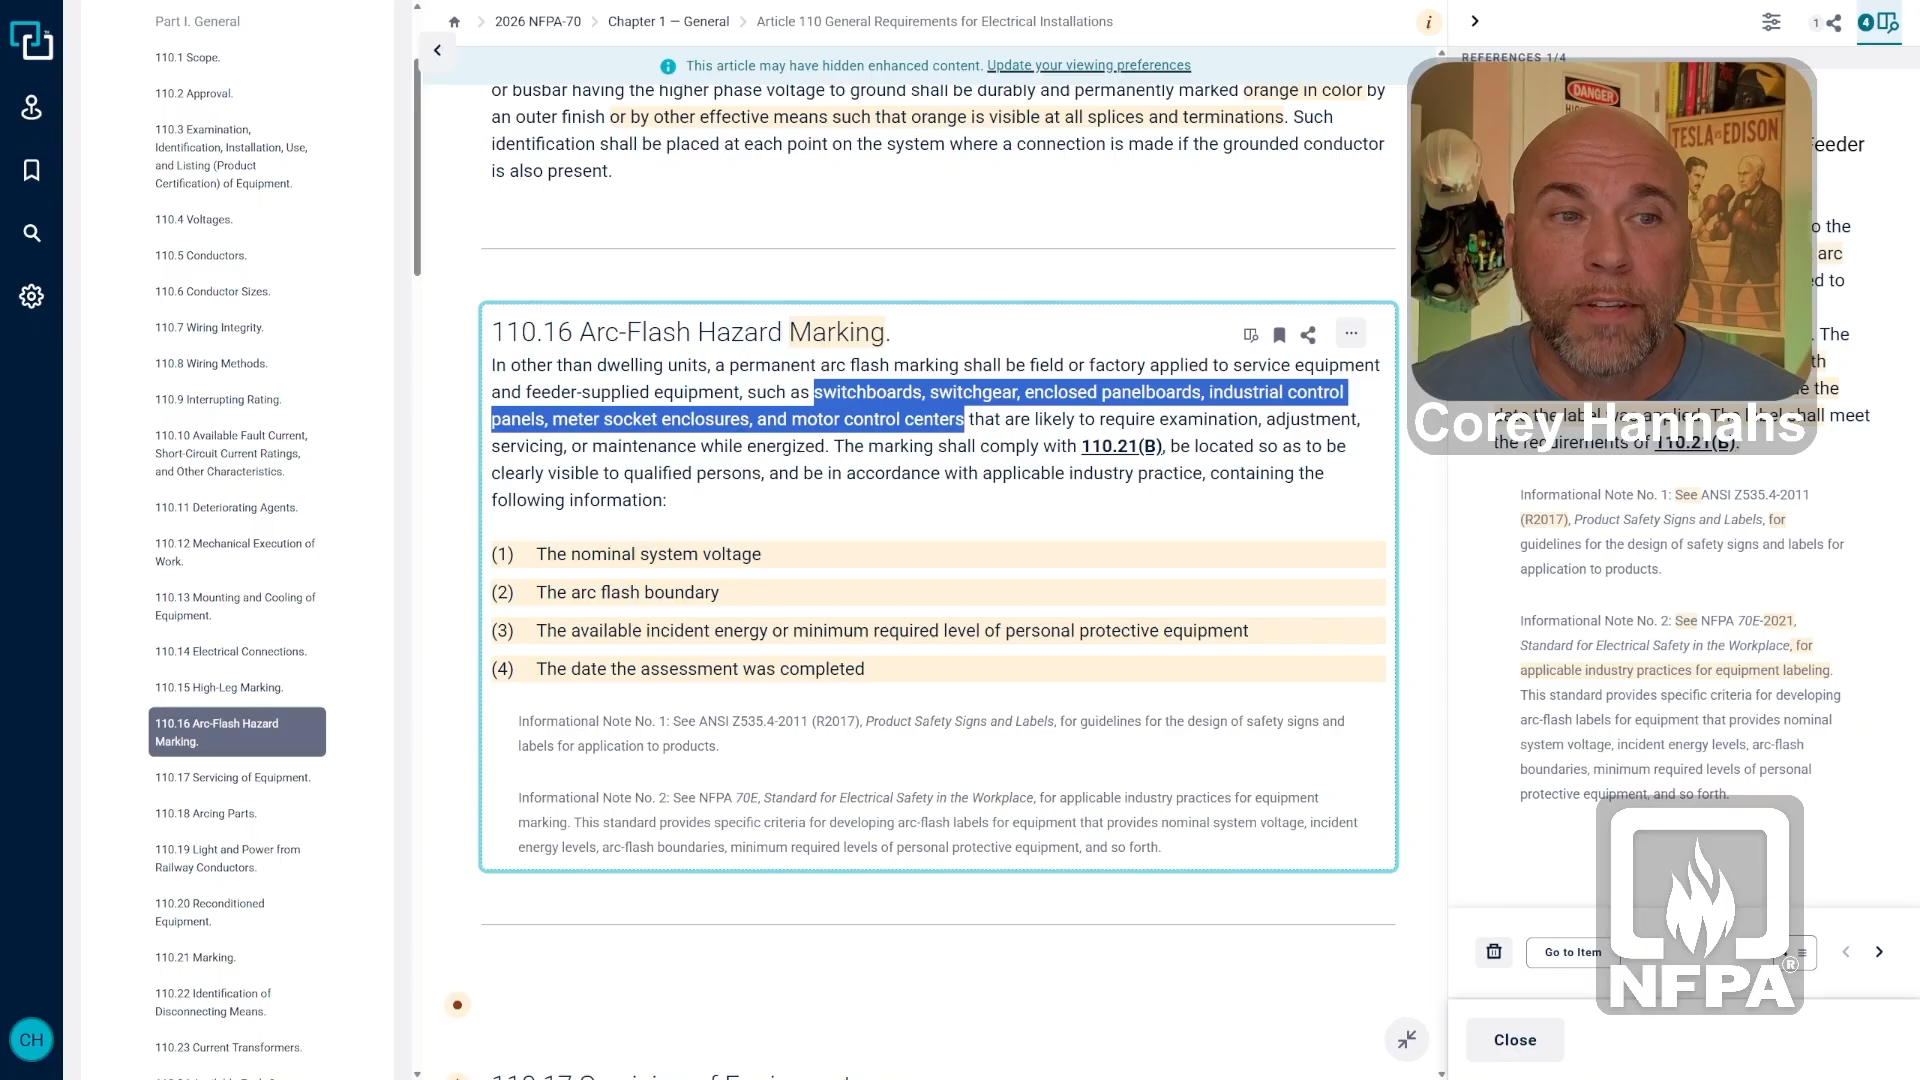 Part I. General
110.1 Scope.
110.2 Approval.
110.3 Examination,
Identification, Installation, Use,
and Listing (Product
Certification) of Equipment.
110.4 Voltages.
110.5 Conductors.
110.6 Conductor Sizes.
110.7 Wiring Integrity.
110.8 Wiring Methods.
110.9 Interrupting Rating.
110.10 Available Fault Current,
Short-Circuit Current Ratings,
and Other Characteristics.
110.11 Deteriorating Agents.
110.12 Mechanical Execution of
Work.
110.13 Mounting and Cooling of
Equipment.
110.14 Electrical Connections.
110.15 High-Leg Marking.
110.16 Arc-Flash Hazard
Marking.
110.17 Servicing of Equipment.
110.18 Arcing Parts.
110.19 Light and Power from
Railway Conductors.
110.20 Reconditioned
Equipment.
110.21 Marking.
110.22 Identification of
Disconnecting Means.
110.23 Current Transformers.
CH
2026 NFPA-70 > Chapter 1 — General > Article 110 General Requirements for Electrical Installations
This article may have hidden enhanced content. Update your viewing preferences
or busbar having the higher phase voltage to ground shall be durably and permanently marked orange in color by
an outer finish or by other effective means such that orange is visible at all splices and terminations. Such
identification shall be placed at each point on the system where a connection is made if the grounded conductor
is also present.
110.16 Arc-Flash Hazard Marking.
In other than dwelling units, a permanent arc flash marking shall be field or factory applied to service equipment
and feeder-supplied equipment, such as switchboards, switchgear, enclosed panelboards, industrial control
panels, meter socket enclosures, and motor control centers that are likely to require examination, adjustment,
servicing, or maintenance while energized. The marking shall comply with 110.21(B), be located so as to be
clearly visible to qualified persons, and be in accordance with applicable industry practice, containing the
following information:
(1) The nominal system voltage
(2) The arc flash boundary
(3) The available incident energy or minimum required level of personal protective equipment
(4) The date the assessment was completed
Informational Note No. 1: See ANSI Z535.4-2011 (R2017), Product Safety Signs and Labels, for guidelines for the design of safety signs and
labels for application to products.
Informational Note No. 2: See NFPA 70E, Standard for Electrical Safety in the Workplace, for applicable industry practices for equipment
marking. This standard provides specific criteria for developing arc-flash labels for equipment that provides nominal system voltage, incident
energy levels, arc-flash boundaries, minimum required levels of personal protective equipment, and so forth.
i
1
4
REFERENCES 1/4
DANGER
TESLA vs EDISON
Feeder
to the
arc
ed to
. The
the
Corey Hannahs
date the label was applied. The label shall meet
the requirements of 110.21(B).
Informational Note No. 1: See ANSI Z535.4-2011
(R2017), Product Safety Signs and Labels, for
guidelines for the design of safety signs and labels for
application to products.
Informational Note No. 2: See NFPA 70E-2021,
Standard for Electrical Safety in the Workplace, for
applicable industry practices for equipment labeling.
This standard provides specific criteria for developing
arc-flash labels for equipment that provides nominal
system voltage, incident energy levels, arc-flash
boundaries, minimum required levels of personal
protective equipment, and so forth.
Go to Item
NFPA®
Close